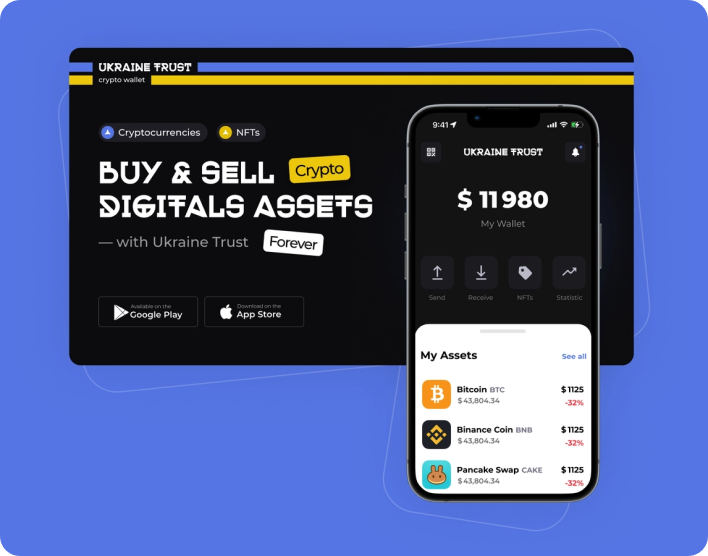 UKRAINE TRUST
crypto wallet
Cryptocurrencies
NFTs
BUY & SELL Crypto
DIGITALS ASSETS
— with Ukraine Trust Forever
Available on the
Google Play
Download on the
App Store
9:41
UKRAINE TRUST
$ 11 980
My Wallet
Send
Receive
NFTs
Statistic
My Assets
See all
Bitcoin BTC
$ 1125
$ 43,804.34
-32%
Binance Coin BNB
$ 1125
$ 43,804.34
-32%
Pancake Swap CAKE
$ 1125
$ 43,804.34
-32%